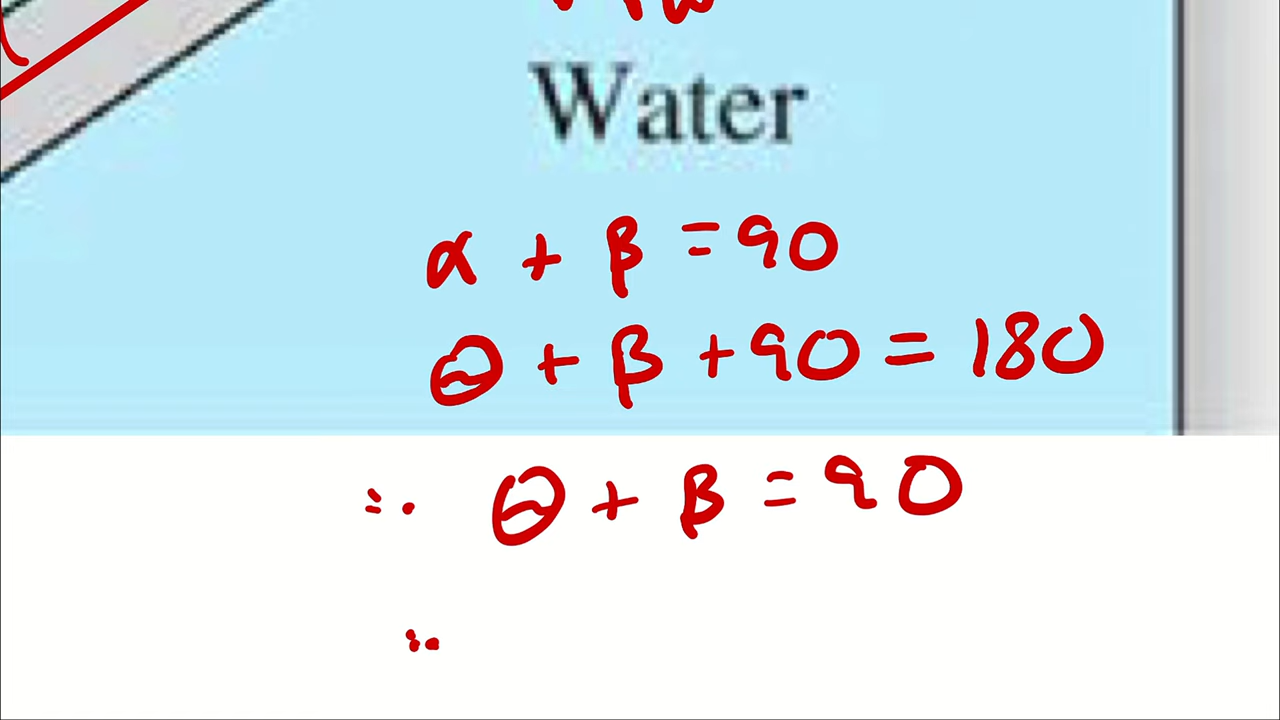 Water
α + β = 90
θ + β + 90 = 180
∴ θ + β = 90
∴